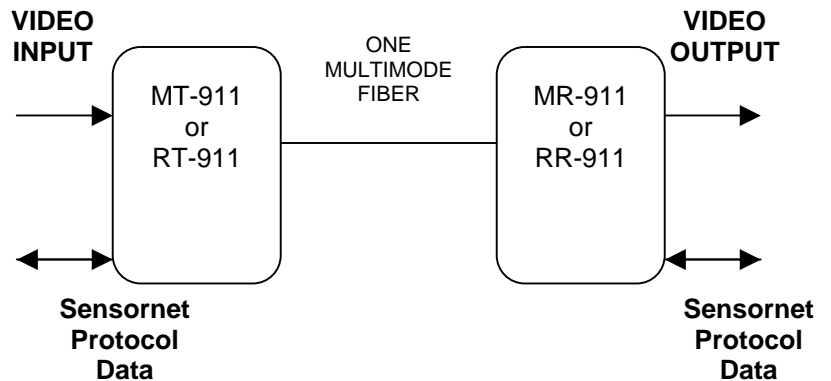 VIDEO
INPUT
ONE
MULTIMODE
FIBER
VIDEO
OUTPUT
MT-911
or
RT-911
MR-911
or
RR-911
Sensornet
Protocol
Data
Sensornet
Protocol
Data